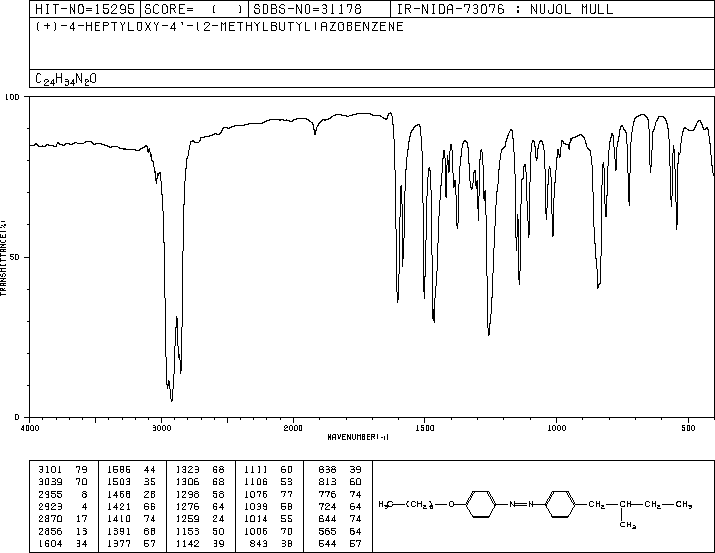 HIT-NO=15295 SCORE= ( ) SDBS-NO=31178 IR-NIDA-73076 : NUJOL MULL
(+)-4-HEPTYLOXY-4'-(2-METHYLBUTYL)AZOBENZENE
C24H34N2O
100
50
0
TRANSMITTANCE(%)
4000 3000 2000 1500 1000 500
WAVENUMBER(-1)
3101 79 1586 44 1323 68 1111 60 838 39
3039 70 1503 35 1306 68 1106 53 813 60
2955 8 1468 28 1298 58 1076 77 776 74
2923 4 1421 66 1276 64 1039 58 724 64
2870 17 1410 74 1259 24 1014 55 644 74
2856 13 1391 68 1153 50 1006 70 565 64
1604 34 1377 57 1142 39 843 38 544 57
H3C (CH2)6 O N N CH2 CH CH2 CH3
CH3